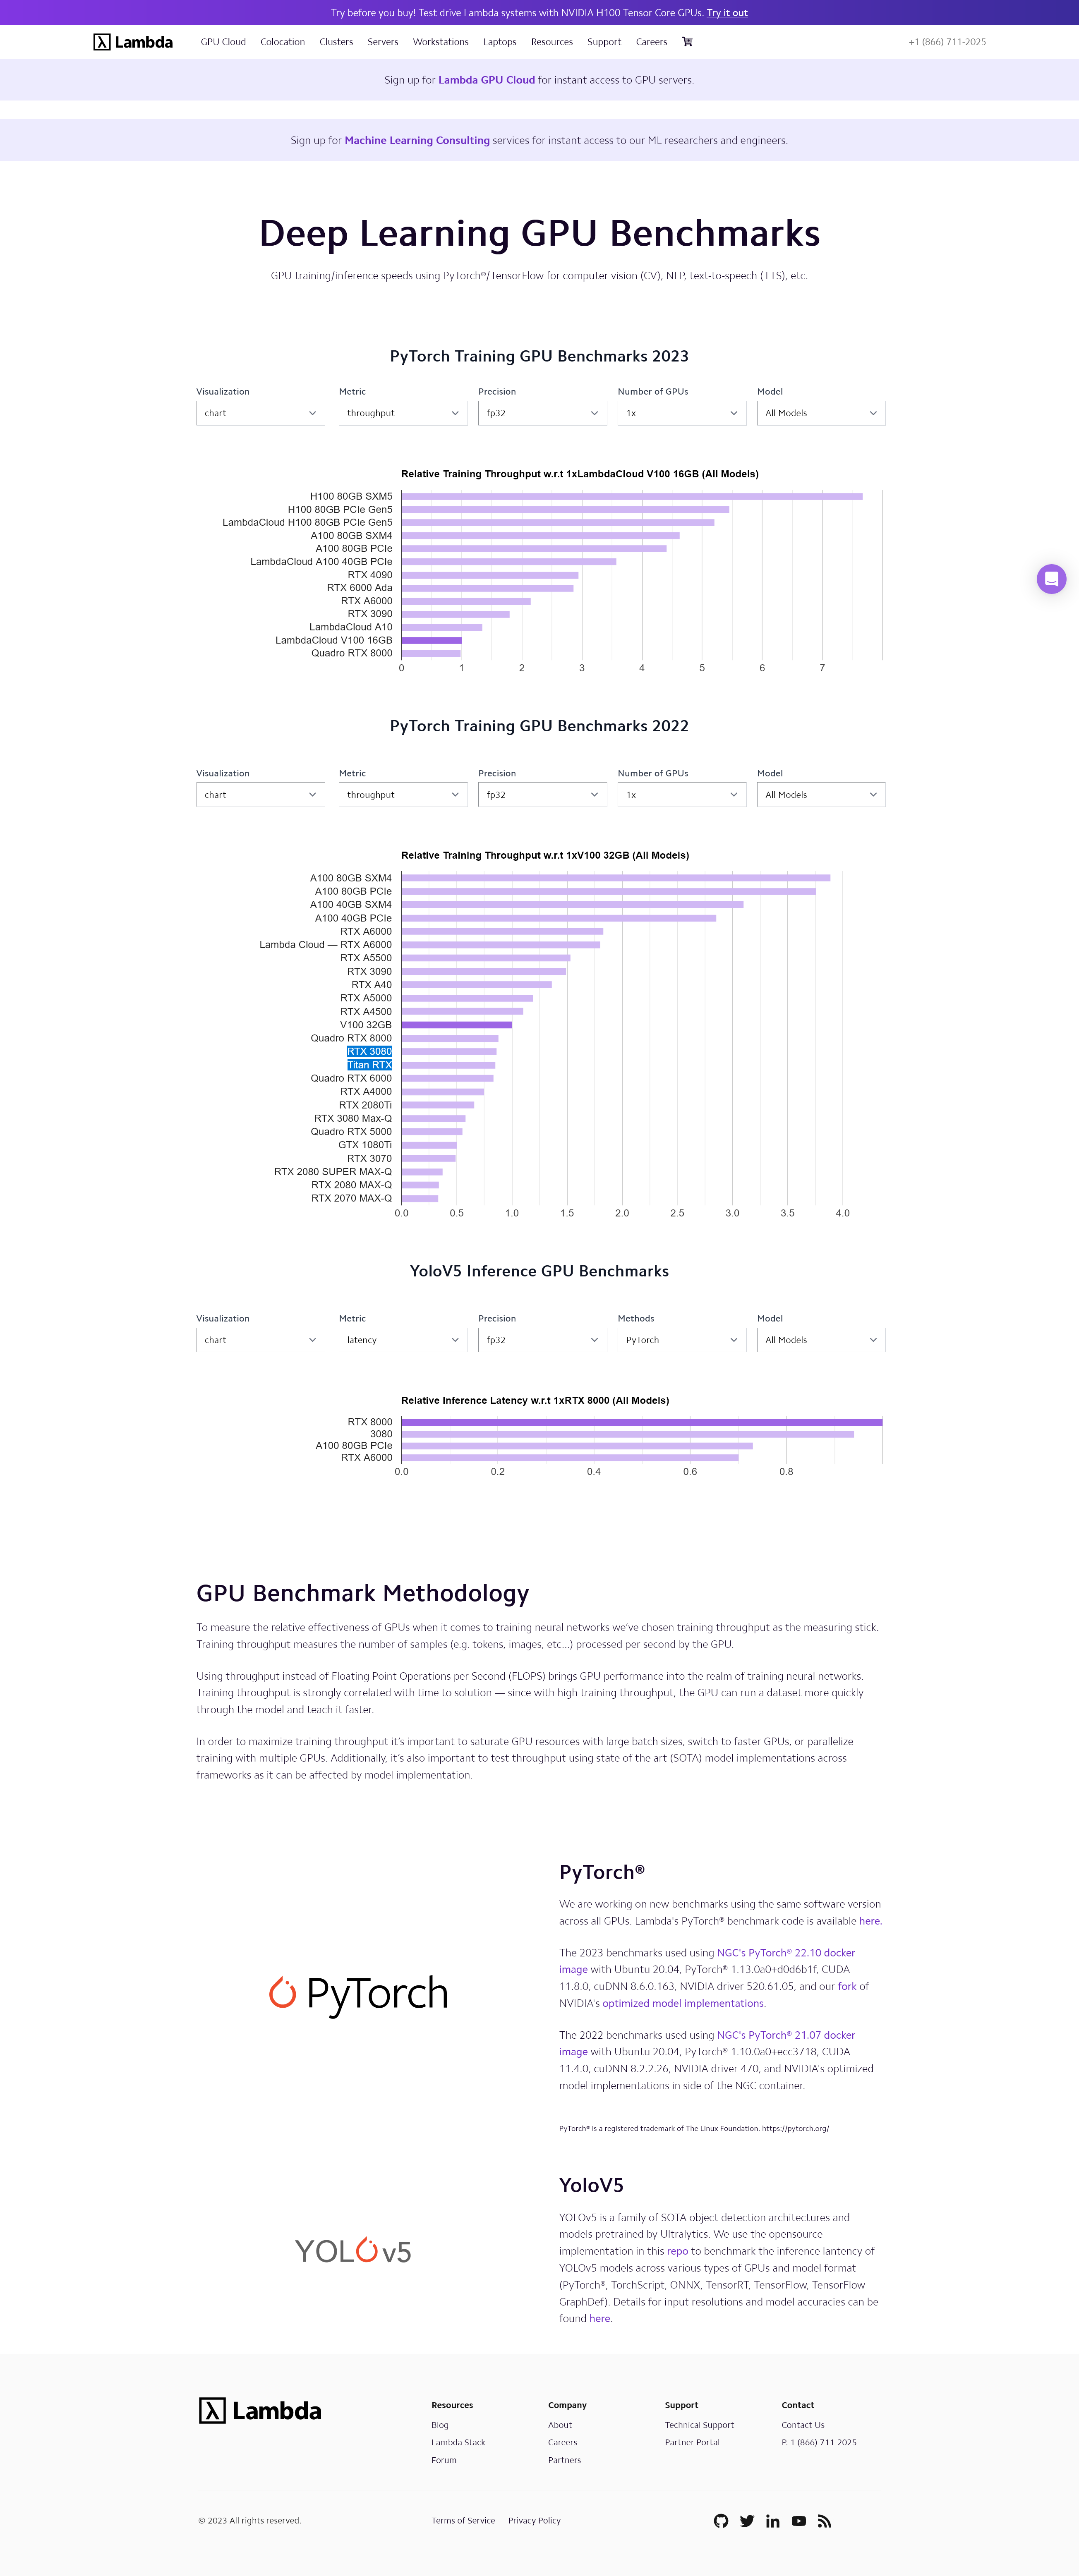 Try before you buy! Test drive Lambda systems with NVIDIA H100 Tensor Core GPUs. Try it out
Lambda
GPU Cloud Colocation Clusters Servers Workstations Laptops Resources Support Careers
+1 (866) 711-2025
Sign up for Lambda GPU Cloud for instant access to GPU servers.
Sign up for Machine Learning Consulting services for instant access to our ML researchers and engineers.
Deep Learning GPU Benchmarks
GPU training/inference speeds using PyTorch®/TensorFlow for computer vision (CV), NLP, text-to-speech (TTS), etc.
PyTorch Training GPU Benchmarks 2023
Visualization Metric Precision Number of GPUs Model
chart throughput fp32 1x All Models
Relative Training Throughput w.r.t 1xLambdaCloud V100 16GB (All Models)
H100 80GB SXM5
H100 80GB PCIe Gen5
LambdaCloud H100 80GB PCIe Gen5
A100 80GB SXM4
A100 80GB PCIe
LambdaCloud A100 40GB PCIe
RTX 4090
RTX 6000 Ada
RTX A6000
RTX 3090
LambdaCloud A10
LambdaCloud V100 16GB
Quadro RTX 8000
0 1 2 3 4 5 6 7
PyTorch Training GPU Benchmarks 2022
Visualization Metric Precision Number of GPUs Model
chart throughput fp32 1x All Models
Relative Training Throughput w.r.t 1xV100 32GB (All Models)
A100 80GB SXM4
A100 80GB PCIe
A100 40GB SXM4
A100 40GB PCIe
RTX A6000
Lambda Cloud — RTX A6000
RTX A5500
RTX 3090
RTX A40
RTX A5000
RTX A4500
V100 32GB
Quadro RTX 8000
RTX 3080
Titan RTX
Quadro RTX 6000
RTX A4000
RTX 2080Ti
RTX 3080 Max-Q
Quadro RTX 5000
GTX 1080Ti
RTX 3070
RTX 2080 SUPER MAX-Q
RTX 2080 MAX-Q
RTX 2070 MAX-Q
0.0 0.5 1.0 1.5 2.0 2.5 3.0 3.5 4.0
YoloV5 Inference GPU Benchmarks
Visualization Metric Precision Methods Model
chart latency fp32 PyTorch All Models
Relative Inference Latency w.r.t 1xRTX 8000 (All Models)
RTX 8000
3080
A100 80GB PCIe
RTX A6000
0.0 0.2 0.4 0.6 0.8
GPU Benchmark Methodology
To measure the relative effectiveness of GPUs when it comes to training neural networks we've chosen training throughput as the measuring stick.
Training throughput measures the number of samples (e.g. tokens, images, etc...) processed per second by the GPU.
Using throughput instead of Floating Point Operations per Second (FLOPS) brings GPU performance into the realm of training neural networks.
Training throughput is strongly correlated with time to solution — since with high training throughput, the GPU can run a dataset more quickly
through the model and teach it faster.
In order to maximize training throughput it's important to saturate GPU resources with large batch sizes, switch to faster GPUs, or parallelize
training with multiple GPUs. Additionally, it's also important to test throughput using state of the art (SOTA) model implementations across
frameworks as it can be affected by model implementation.
PyTorch
PyTorch®
We are working on new benchmarks using the same software version
across all GPUs. Lambda's PyTorch® benchmark code is available here.
The 2023 benchmarks used using NGC's PyTorch® 22.10 docker
image with Ubuntu 20.04, PyTorch® 1.13.0a0+d0d6b1f, CUDA
11.8.0, cuDNN 8.6.0.163, NVIDIA driver 520.61.05, and our fork of
NVIDIA's optimized model implementations.
The 2022 benchmarks used using NGC's PyTorch® 21.07 docker
image with Ubuntu 20.04, PyTorch® 1.10.0a0+ecc3718, CUDA
11.4.0, cuDNN 8.2.2.26, NVIDIA driver 470, and NVIDIA's optimized
model implementations in side of the NGC container.
PyTorch® is a registered trademark of The Linux Foundation. https://pytorch.org/
YOLOv5
YoloV5
YOLOv5 is a family of SOTA object detection architectures and
models pretrained by Ultralytics. We use the opensource
implementation in this repo to benchmark the inference lantency of
YOLOv5 models across various types of GPUs and model format
(PyTorch®, TorchScript, ONNX, TensorRT, TensorFlow, TensorFlow
GraphDef). Details for input resolutions and model accuracies can be
found here.
Lambda
Resources
Blog
Lambda Stack
Forum
Company
About
Careers
Partners
Support
Technical Support
Partner Portal
Contact
Contact Us
P. 1 (866) 711-2025
© 2023 All rights reserved.
Terms of Service Privacy Policy